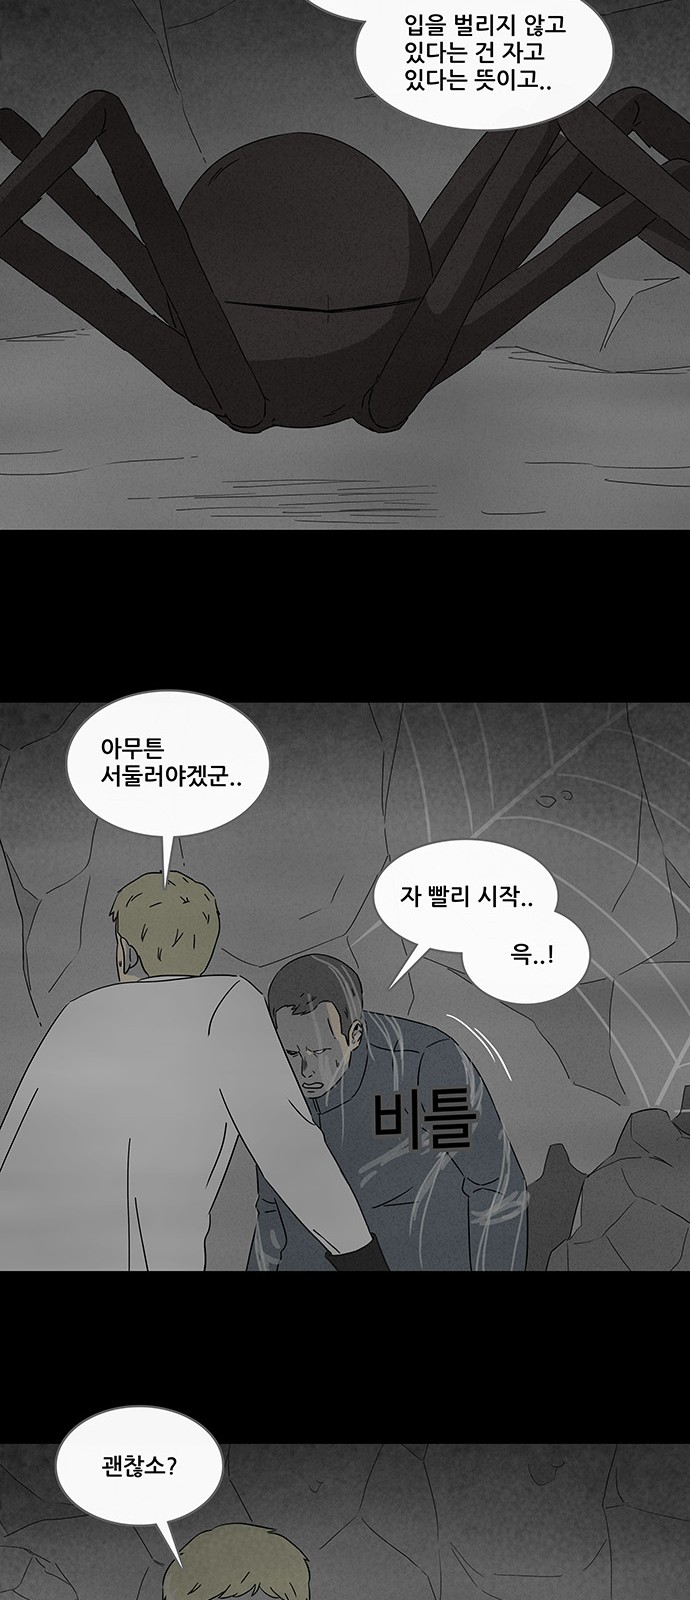 입을 벌리지 않고
있다는 건 자고
있다는 뜻이고..
아무튼
서둘러야겠군..
자 빨리 시작..
윽..!
비틀
괜찮소?